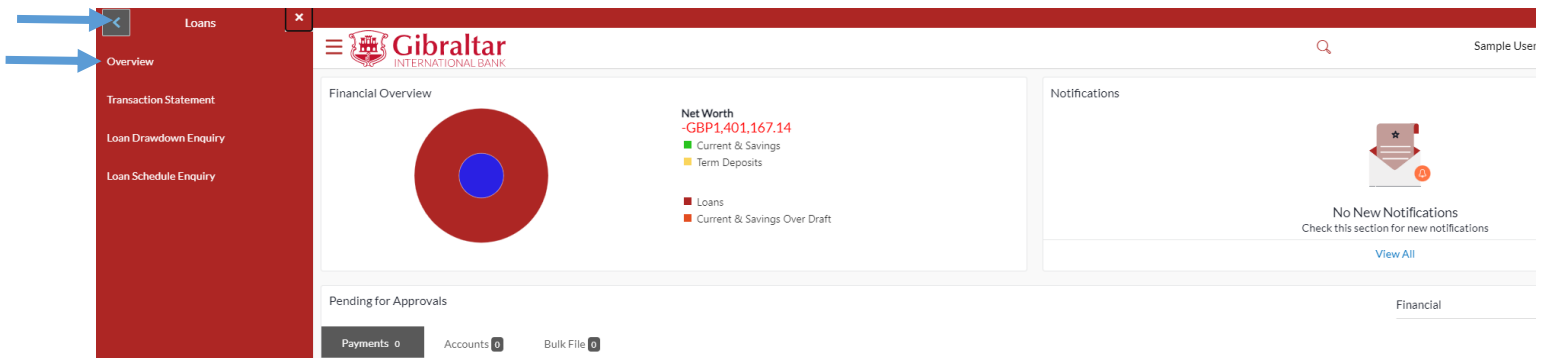 Loans
Overview
Transaction Statement
Loan Drawdown Enquiry
Loan Schedule Enquiry
Gibraltar
INTERNATIONAL BANK
Sample User
Financial Overview
Net Worth
-GBP1,401,167.14
Current & Savings
Term Deposits
Loans
Current & Savings Over Draft
Notifications
No New Notifications
Check this section for new notifications
View All
Pending for Approvals
Financial
Payments 0
Accounts 0
Bulk File 0